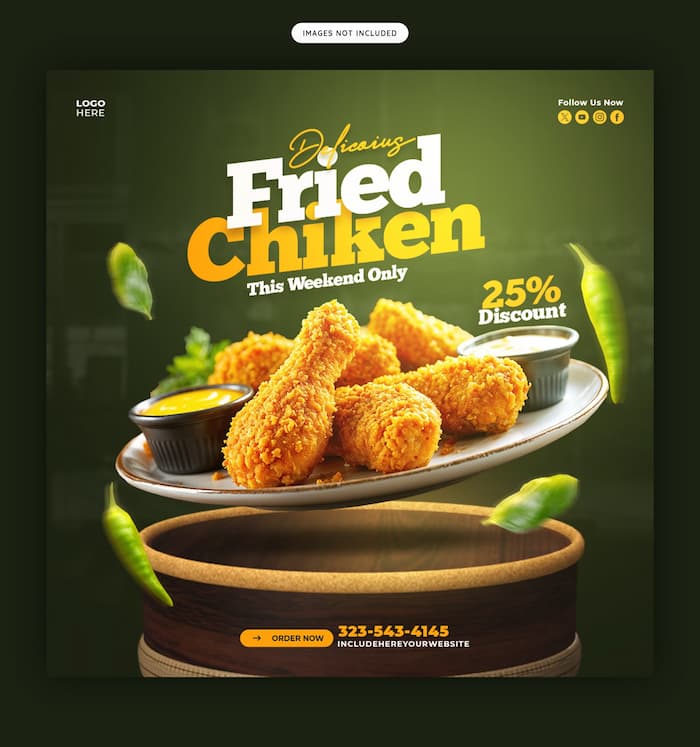 IMAGES NOT INCLUDED
LOGO
HERE
Follow Us Now
Delicoius
Fried
Chiken
This Weekend Only
25%
Discount
ORDER NOW
323-543-4145
INCLUDEHEREYOURWEBSITE